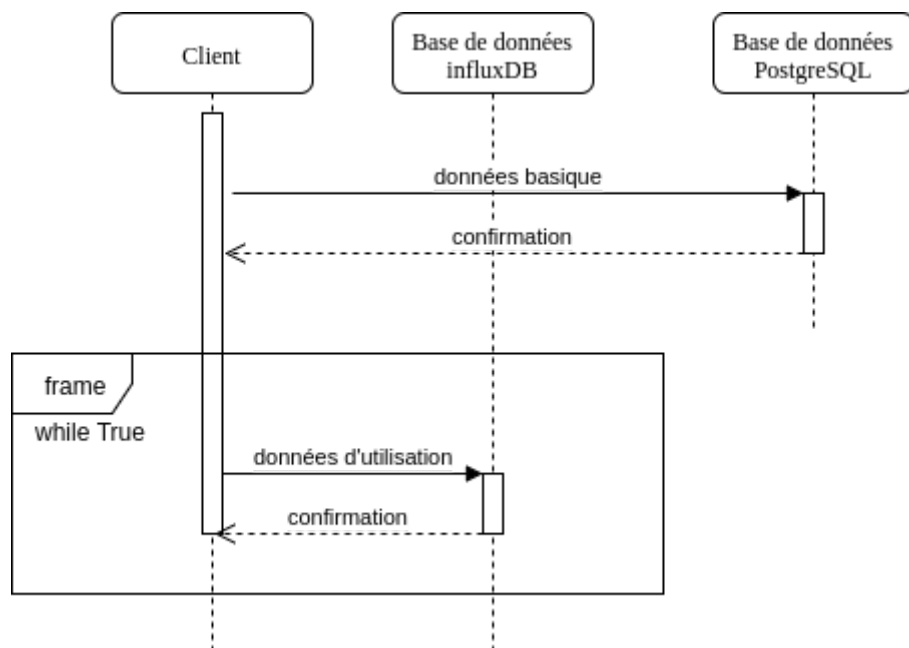 Client
Base de données
influxDB
Base de données
PostgreSQL
données basique
confirmation
frame
while True
données d'utilisation
confirmation